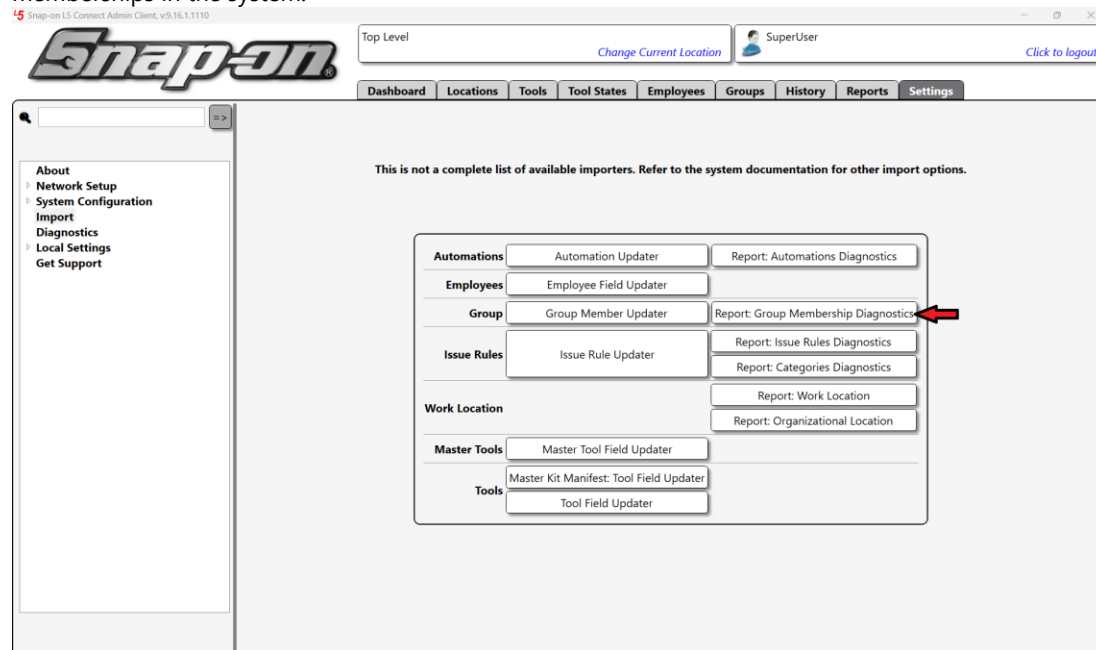 Memberships in the system.
L5 Snap-on L5 Connect Admin Client, v:9.16.1.1110
Snap-on®
Top Level
Change Current Location
SuperUser
Click to logout
Dashboard Locations Tools Tool States Employees Groups History Reports Settings
=>
This is not a complete list of available importers. Refer to the system documentation for other import options.
About
Network Setup
System Configuration
Import
Diagnostics
Local Settings
Get Support
Automations Automation Updater Report: Automations Diagnostics
Employees Employee Field Updater
Group Group Member Updater Report: Group Membership Diagnostics
Issue Rules Issue Rule Updater Report: Issue Rules Diagnostics
Report: Categories Diagnostics
Work Location Report: Work Location
Report: Organizational Location
Master Tools Master Tool Field Updater
Tools Master Kit Manifest: Tool Field Updater
Tool Field Updater